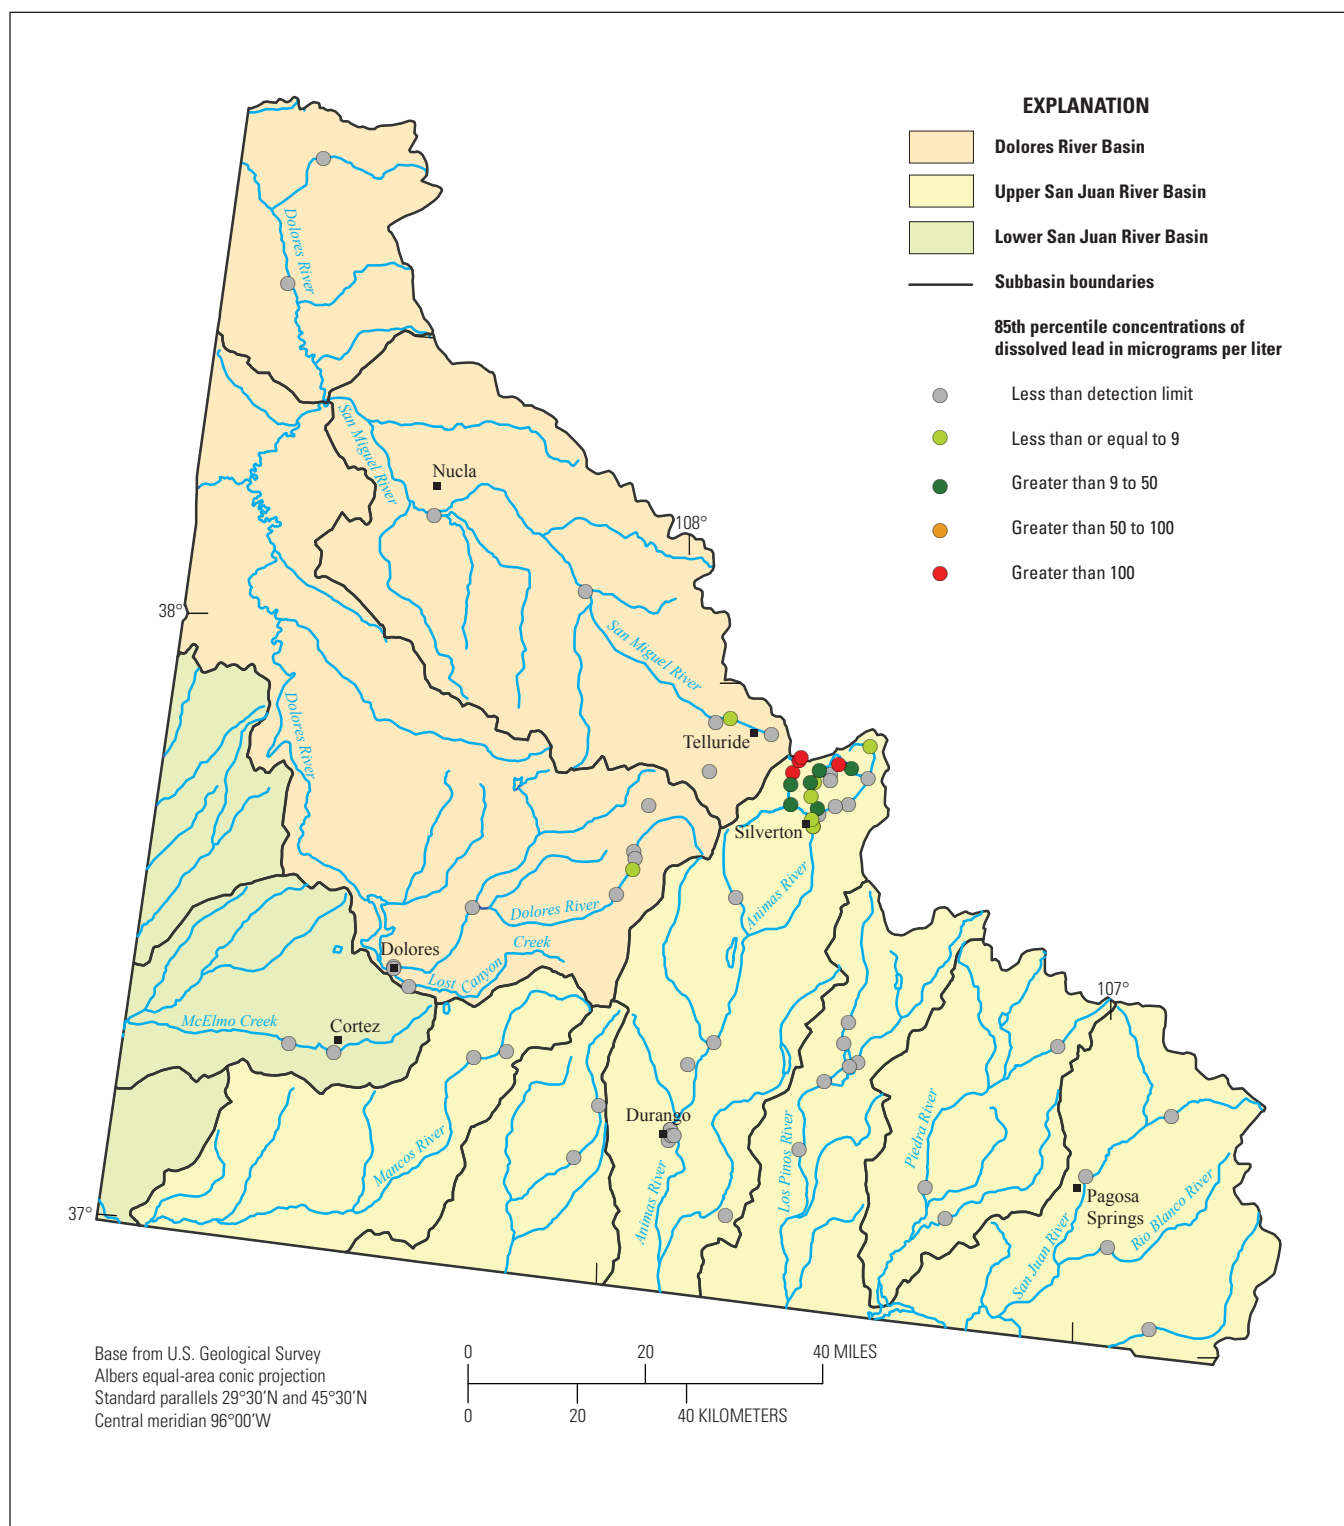 EXPLANATION
Dolores River Basin
Upper San Juan River Basin
Lower San Juan River Basin
Subbasin boundaries
85th percentile concentrations of
dissolved lead in micrograms per liter
Less than detection limit
Less than or equal to 9
Greater than 9 to 50
Greater than 50 to 100
Greater than 100
Dolores River
San Miguel River
Nucla
108°
38°
San Miguel River
Dolores River
Telluride
Silverton
Animas River
Dolores River
Dolores
Lost Canyon Creek
McElmo Creek
Cortez
107°
Durango
Mancos River
Animas River
Los Pinos River
Piedra River
Pagosa
Springs
San Juan River
Rio Blanco River
37°
Base from U.S. Geological Survey
Albers equal-area conic projection
Standard parallels 29°30'N and 45°30'N
Central meridian 96°00'W
0 20 40 MILES
0 20 40 KILOMETERS